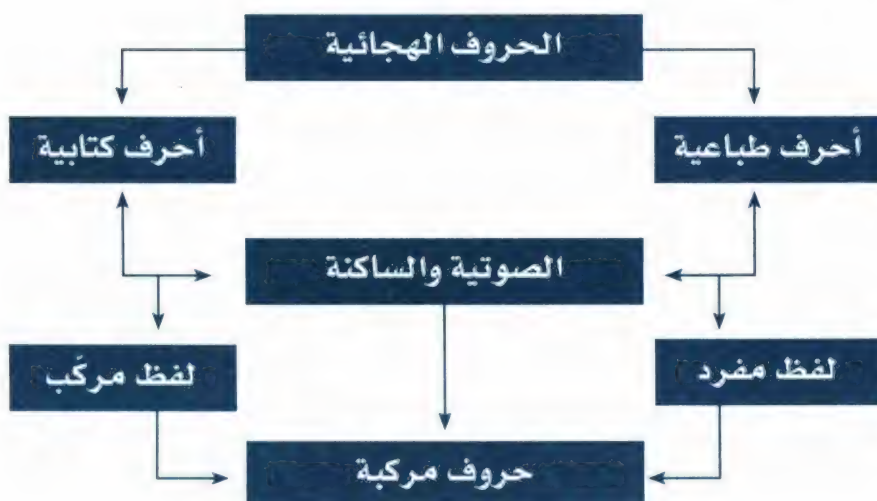 الحروف الهجائية
أحرف طباعية
أحرف كتابية
الصوتية والساكنة
لفظ مفرد
لفظ مركَّب
حروف مركبة